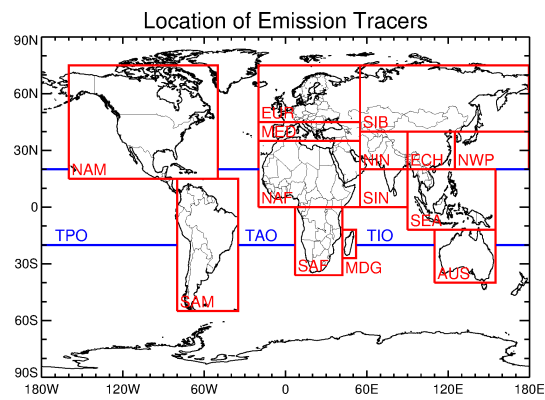 Location of Emission Tracers
90N
60N
30N
0
30S
60S
90S
EUR
SIB
MED
NAM
NIN
ECH
NWP
NAF
SIN
SEA
TPO
TAO
TIO
SAF
MDG
AUS
SAM
180W
120W
60W
0
60E
120E
180E